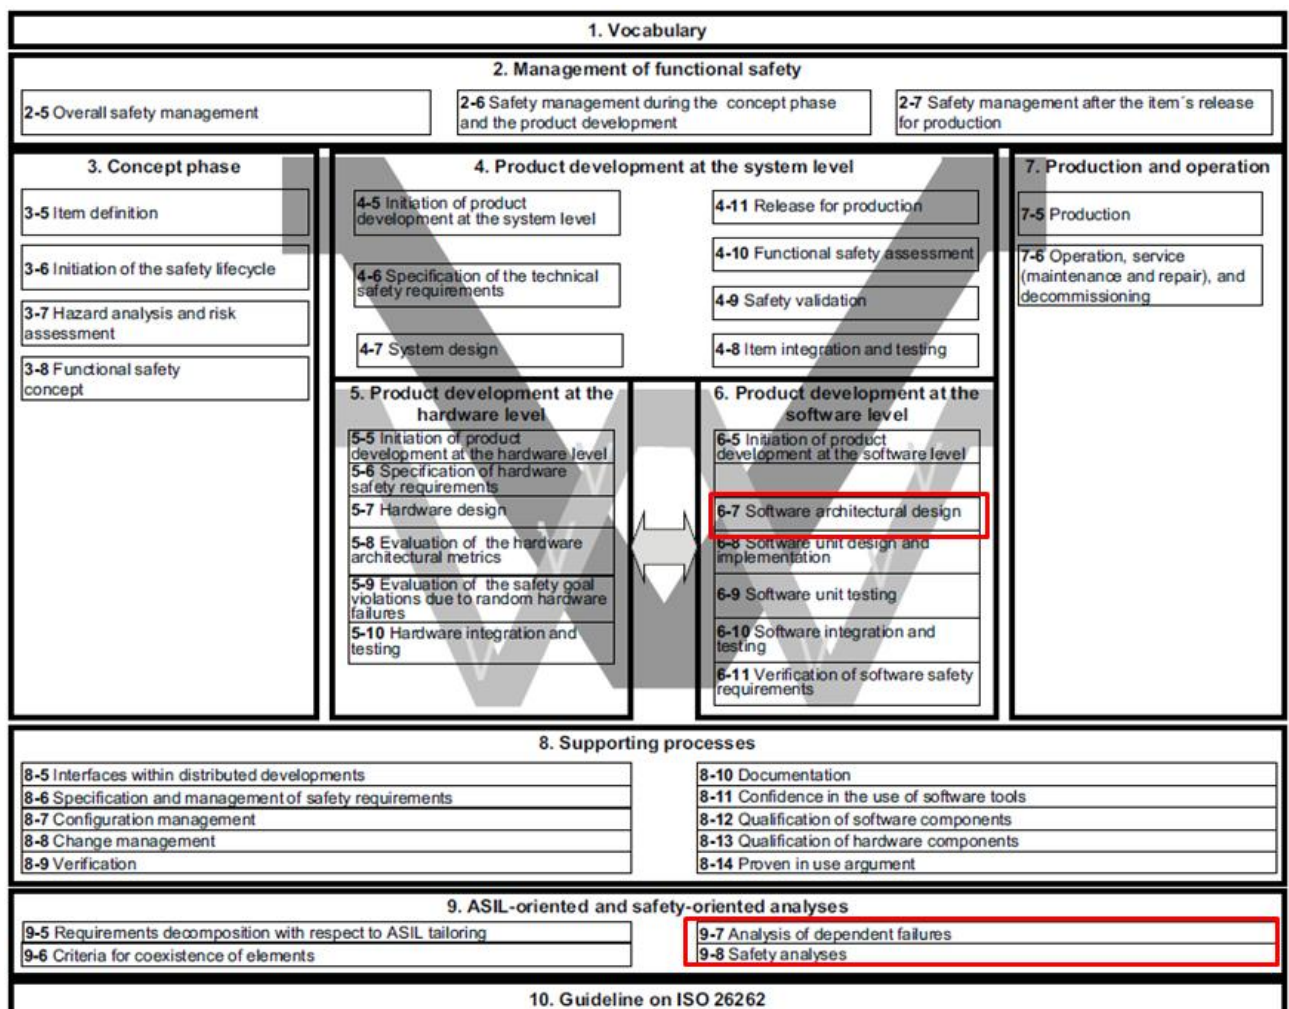 1. Vocabulary
2. Management of functional safety
2-5 Overall safety management
2-6 Safety management during the concept phase
and the product development
2-7 Safety management after the item´s release
for production
3. Concept phase
3-5 Item definition
3-6 Initiation of the safety lifecycle
3-7 Hazard analysis and risk
assessment
3-8 Functional safety
concept
4. Product development at the system level
4-5 Initiation of product
development at the system level
4-6 Specification of the technical
safety requirements
4-7 System design
4-11 Release for production
4-10 Functional safety assessment
4-9 Safety validation
4-8 Item integration and testing
7. Production and operation
7-5 Production
7-6 Operation, service
(maintenance and repair), and
decommissioning
5. Product development at the
hardware level
5-5 Initiation of product
development at the hardware level
5-6 Specification of hardware
safety requirements
5-7 Hardware design
5-8 Evaluation of the hardware
architectural metrics
5-9 Evaluation of the safety goal
violations due to random hardware
failures
5-10 Hardware integration and
testing
6. Product development at the
software level
6-5 Initiation of product
development at the software level
6-7 Software architectural design
6-8 Software unit design and
implementation
6-9 Software unit testing
6-10 Software integration and
testing
6-11 Verification of software safety
requirements
8. Supporting processes
8-5 Interfaces within distributed developments
8-6 Specification and management of safety requirements
8-7 Configuration management
8-8 Change management
8-9 Verification
8-10 Documentation
8-11 Confidence in the use of software tools
8-12 Qualification of software components
8-13 Qualification of hardware components
8-14 Proven in use argument
9. ASIL-oriented and safety-oriented analyses
9-5 Requirements decomposition with respect to ASIL tailoring
9-6 Criteria for coexistence of elements
9-7 Analysis of dependent failures
9-8 Safety analyses
10. Guideline on ISO 26262